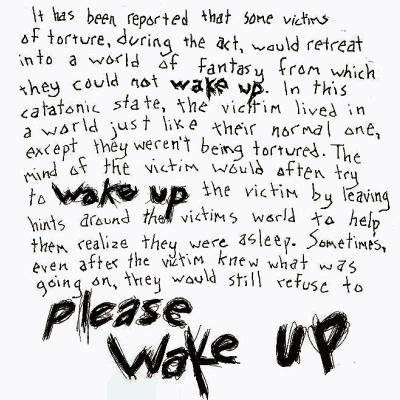 It has been reported that some victims
of torture, during the act, would retreat
into a world of fantasy from which
they could not wake up. In this
catatonic state, the victim lived in
a world just like their normal one,
except they weren't being tortured. The
mind of the victim would often try
to wake up the victim by leaving
hints around the victims world to help
them realize they were asleep. Sometimes,
even after the victim knew what was
going on, they would still refuse to
please
wake up